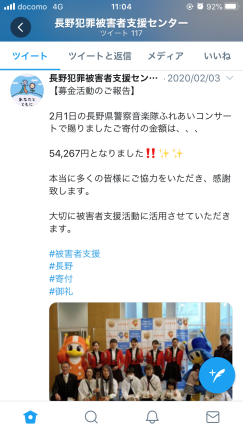 docomo 4G 11:04 92%
長野犯罪被害者支援センター
ツイート 117
ツイート ツイートと返信 メディア いいね
長野犯罪被害者支援セン… ・2020/02/03
【募金活動のご報告】
2月1日の長野県警察音楽隊ふれあいコンサー
トで賜りましたご寄付の金額は、、、
54,267円となりました‼️✨✨
本当に多くの皆様にご協力をいただき、感謝
致します。
大切に被害者支援活動に活用させていただき
ます。
#被害者支援
#長野
#寄付
#御礼
あなたと
ともに